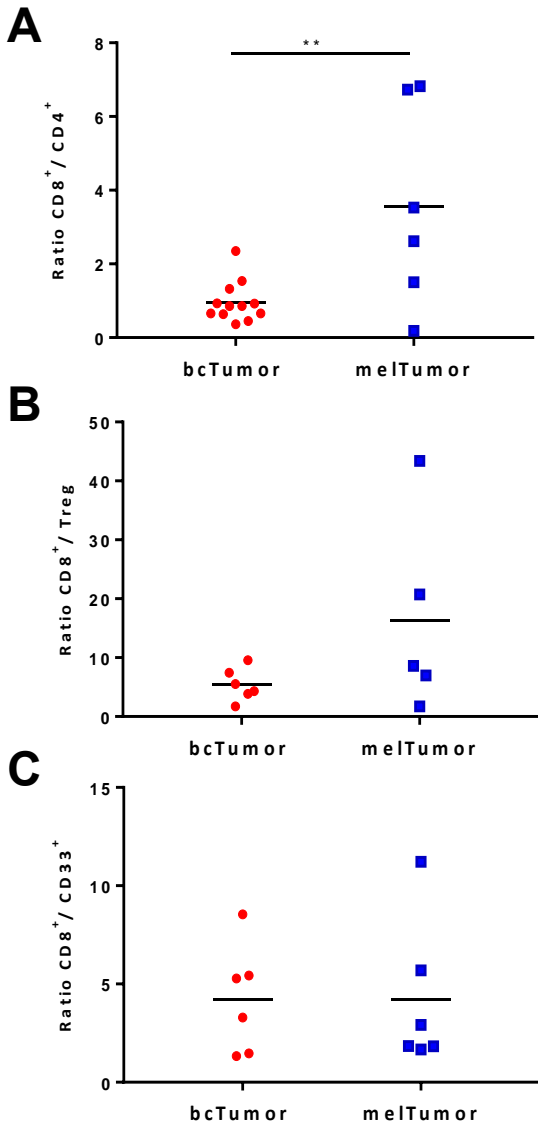 A
Ratio CD8+/ CD4+
8
6
4
2
0
**
bcTumor melTumor
B
Ratio CD8+/ Treg
50
40
30
20
10
0
bcTumor melTumor
C
Ratio CD8+/ CD33+
15
10
5
0
bcTumor melTumor